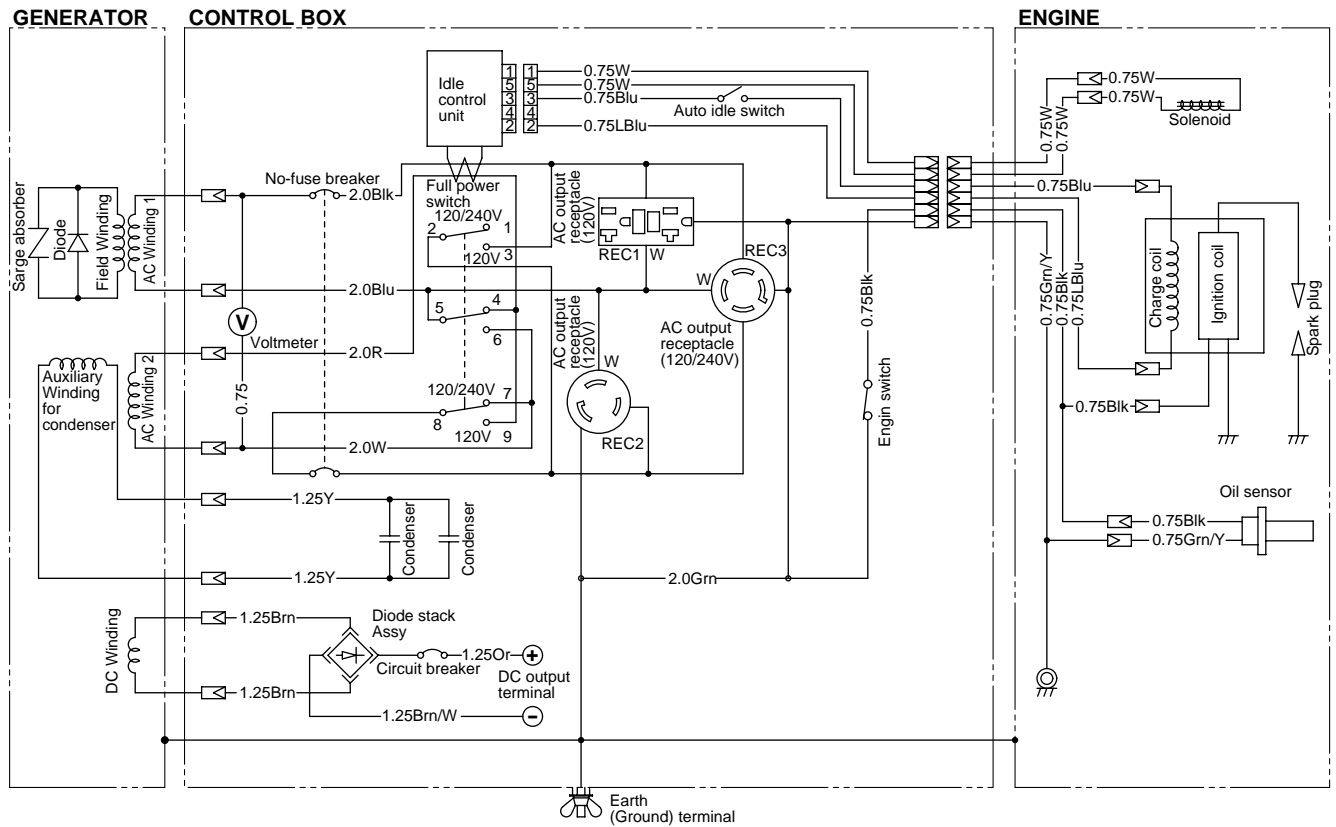 GENERATOR
CONTROL BOX
ENGINE
Sarge absorber
Diode
Field Winding
AC Winding 1
AC Winding 2
Auxiliary
Winding
for
condenser
DC Winding
No-fuse breaker
2.0Blk
2.0Blu
V
Voltmeter
0.75
2.0R
2.0W
1.25Y
1.25Y
Condenser
Condenser
1.25Brn
1.25Brn
Diode stack
Assy
Circuit breaker
1.25Or
+
DC output
terminal
1.25Brn/W
−
Idle
control
unit
1
5
3
4
2
1
5
3
4
2
0.75W
0.75W
0.75Blu
Auto idle switch
0.75LBlu
Full power
switch
120/240V
2
1
120V
3
5
4
6
120/240V
7
8
120V
9
AC output
receptacle
(120V)
REC1
W
W
REC3
AC output
receptacle
(120/240V)
AC output
receptacle
(120V)
W
REC2
0.75Blk
Engin switch
2.0Grn
Earth
(Ground) terminal
0.75W
0.75W
0.75W
0.75W
Solenoid
0.75Blu
0.75Grn/Y
0.75Blk
0.75LBlu
Charge coil
Ignition coil
Spark plug
0.75Blk
Oil sensor
0.75Blk
0.75Grn/Y